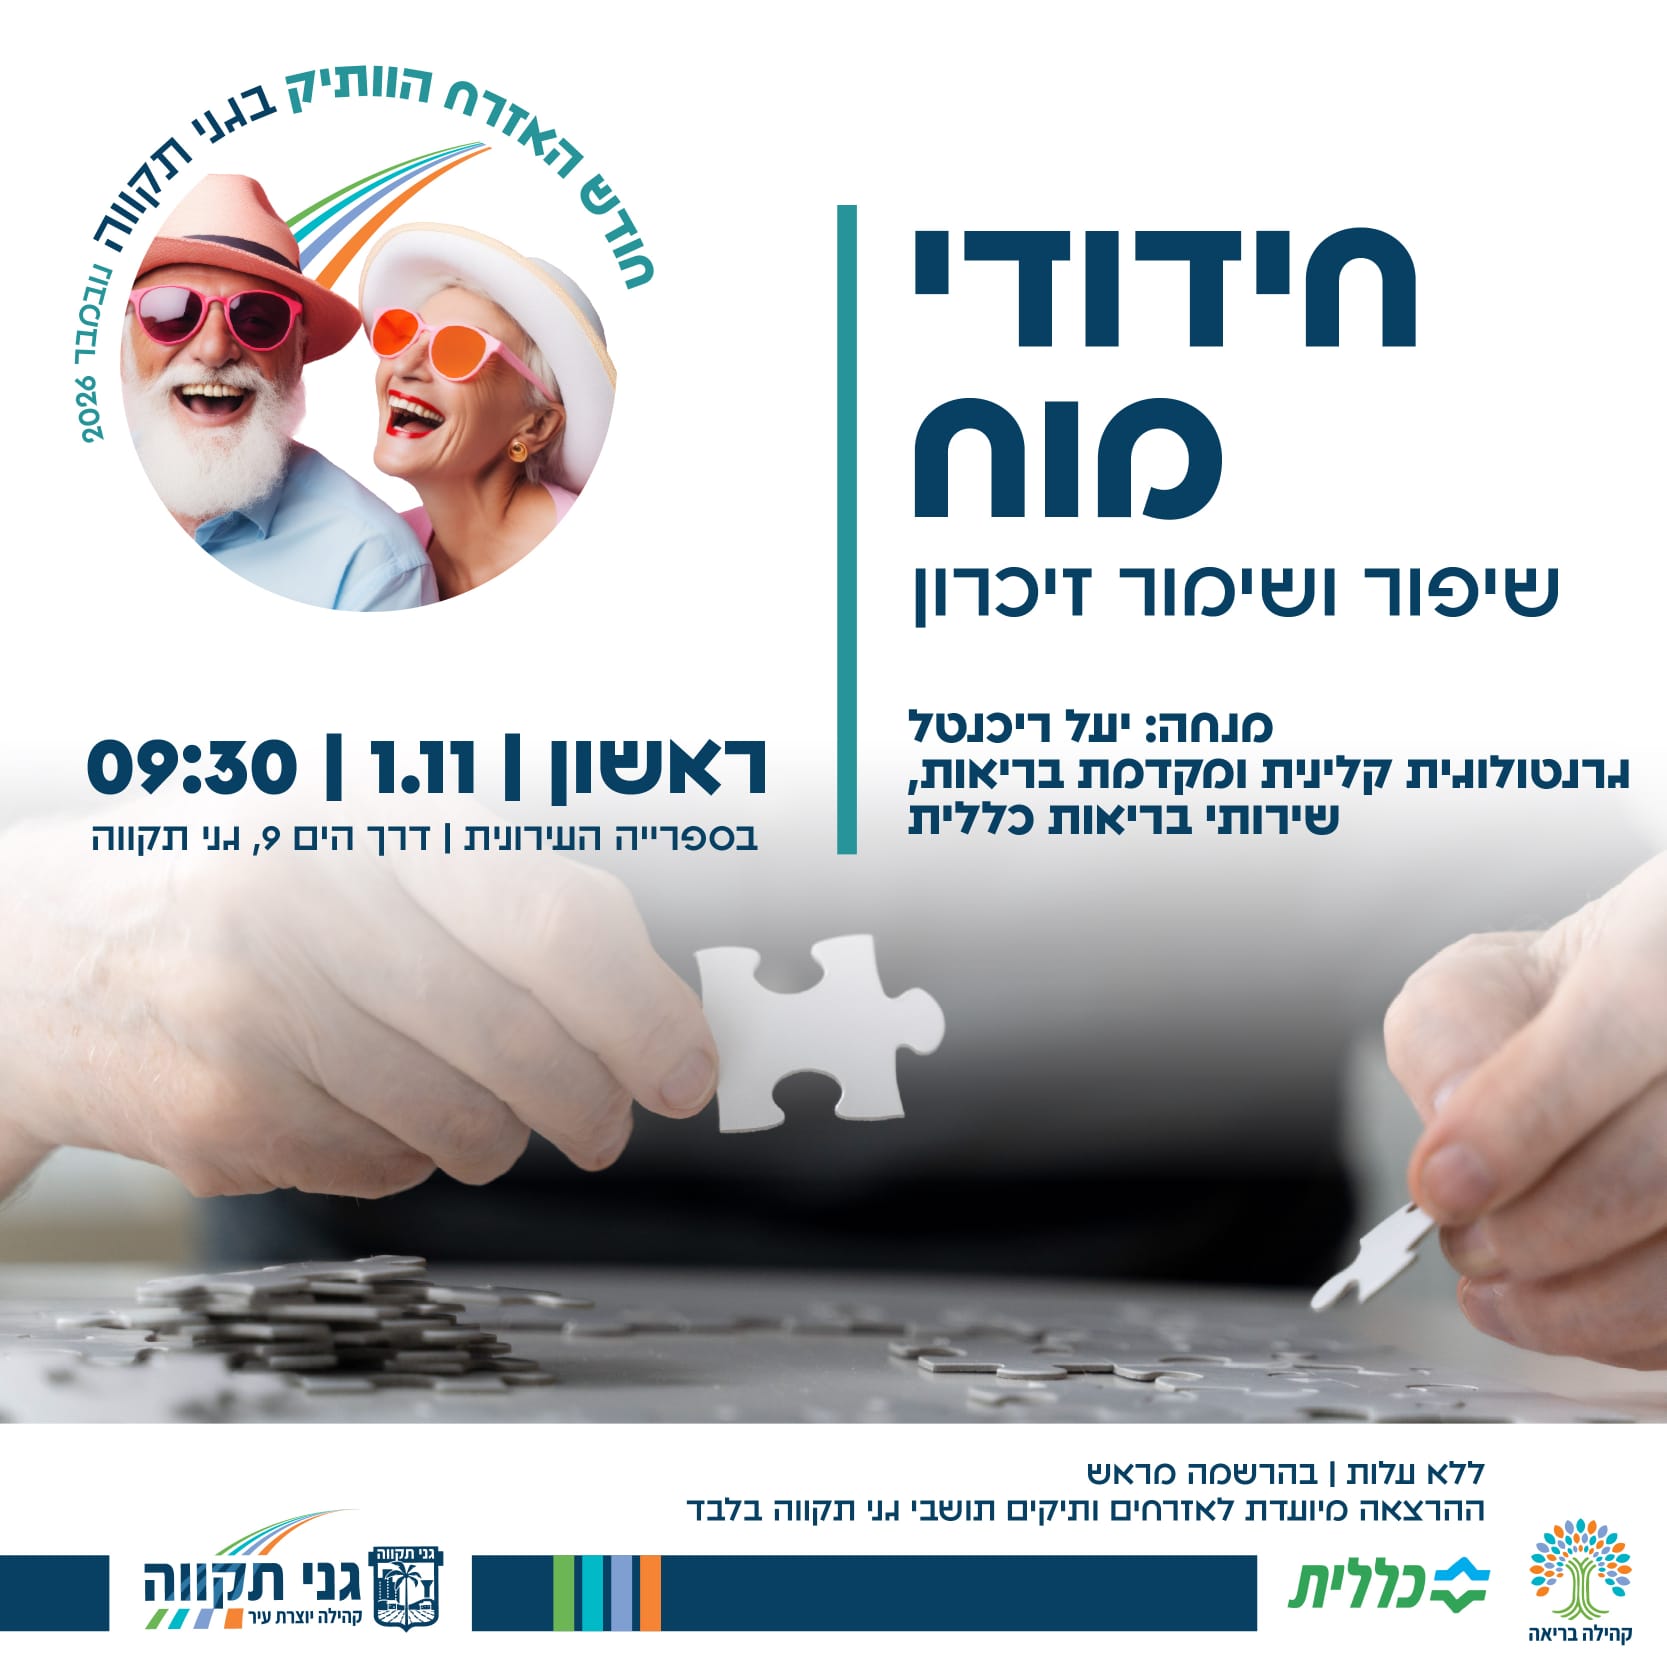 חודש האזרח הוותיק בגני תקווה נובמבר 2026
חידודי
מוח
שיפור ושימור זיכרון
מנחה: יעל ריכנטל
גרנטולוגית קלינית ומקדמת בריאות,
שירותי בריאות כללית
ראשון | 1.11 | 09:30
בספרייה העירונית | דרך הים 9, גני תקווה
ללא עלות | בהרשמה מראש
ההרצאה מיועדת לאזרחים ותיקים תושבי גני תקווה בלבד
קהילה בריאה
כללית
גני תקווה
גני תקווה
קהילה יוצרת עיר